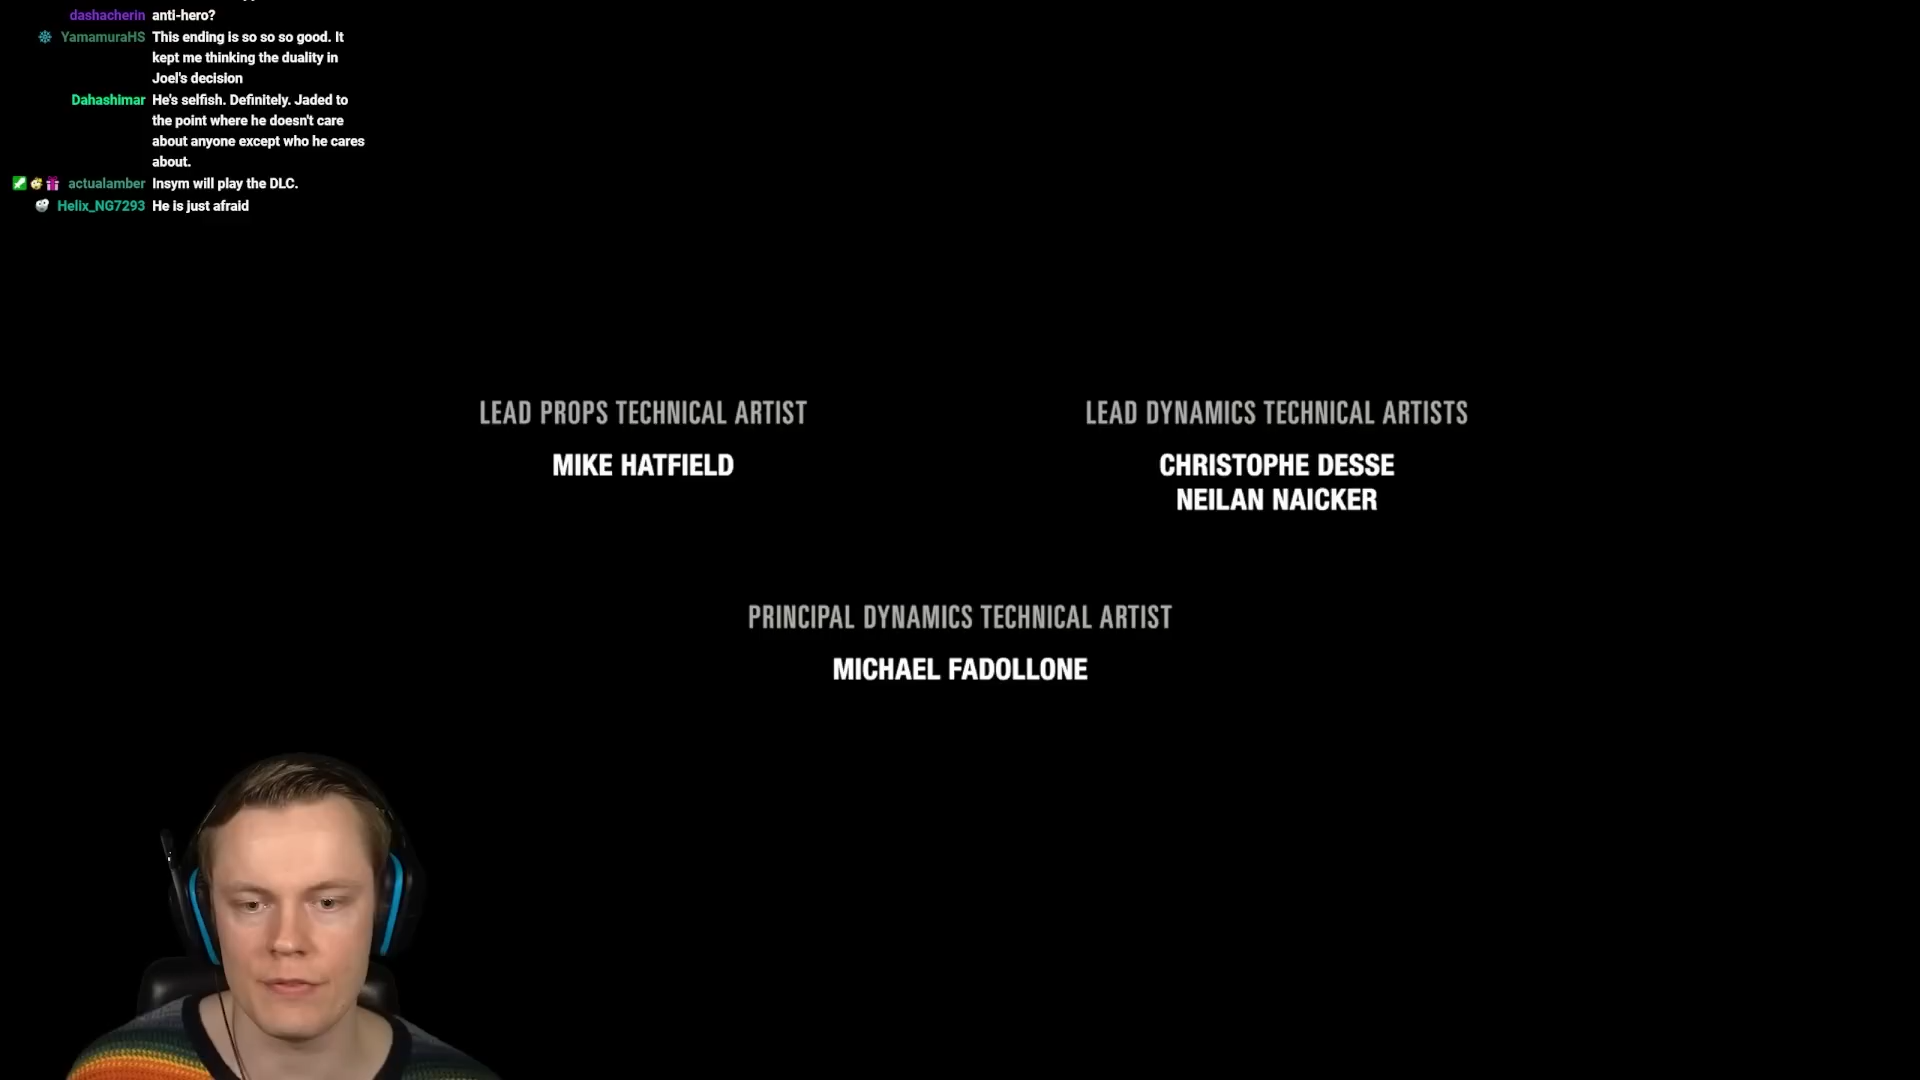 dashacherin anti-hero?
YamamuraHS This ending is so so so good. It
kept me thinking the duality in
Joel's decision
Dahashimar He's selfish. Definitely. Jaded to
the point where he doesn't care
about anyone except who he cares
about.
actualamber Insym will play the DLC.
Helix_NG7293 He is just afraid
LEAD PROPS TECHNICAL ARTIST
MIKE HATFIELD
LEAD DYNAMICS TECHNICAL ARTISTS
CHRISTOPHE DESSE
NEILAN NAICKER
PRINCIPAL DYNAMICS TECHNICAL ARTIST
MICHAEL FADOLLONE